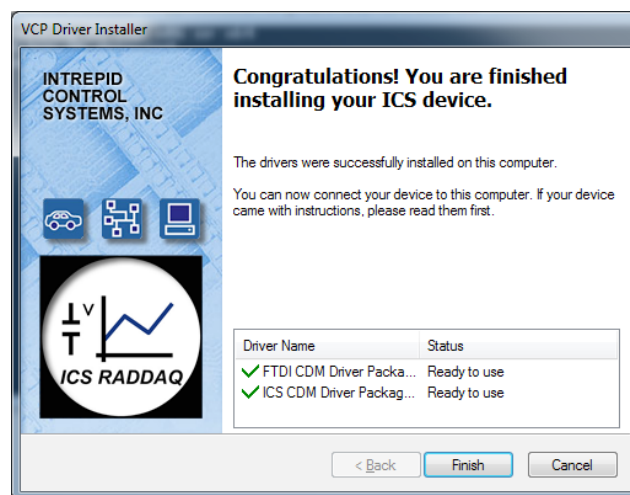 VCP Driver Installer
INTREPID
CONTROL
SYSTEMS, INC
Congratulations! You are finished
installing your ICS device.
The drivers were successfully installed on this computer.
You can now connect your device to this computer. If your device
came with instructions, please read them first.
V
ICS RADDAQ
Driver Name Status
FTDI CDM Driver Packa... Ready to use
ICS CDM Driver Packag... Ready to use
< Back Finish Cancel